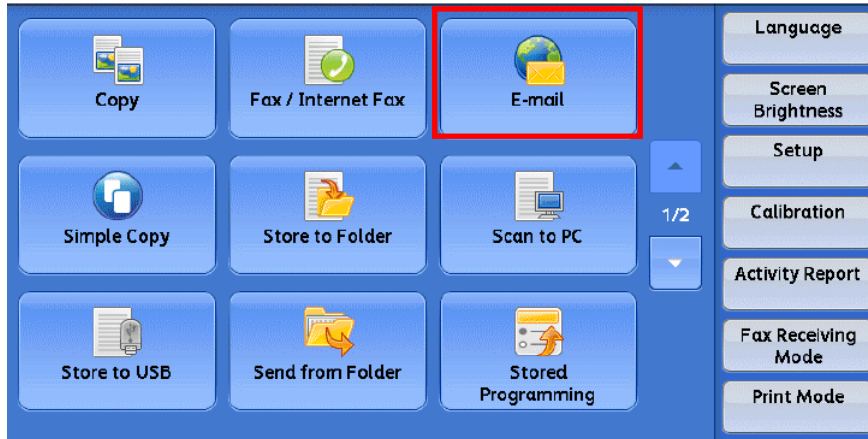 Copy
Fax / Internet Fax
E-mail
Simple Copy
Store to Folder
Scan to PC
Store to USB
Send from Folder
Stored
Programming
1/2
Language
Screen
Brightness
Setup
Calibration
Activity Report
Fax Receiving
Mode
Print Mode